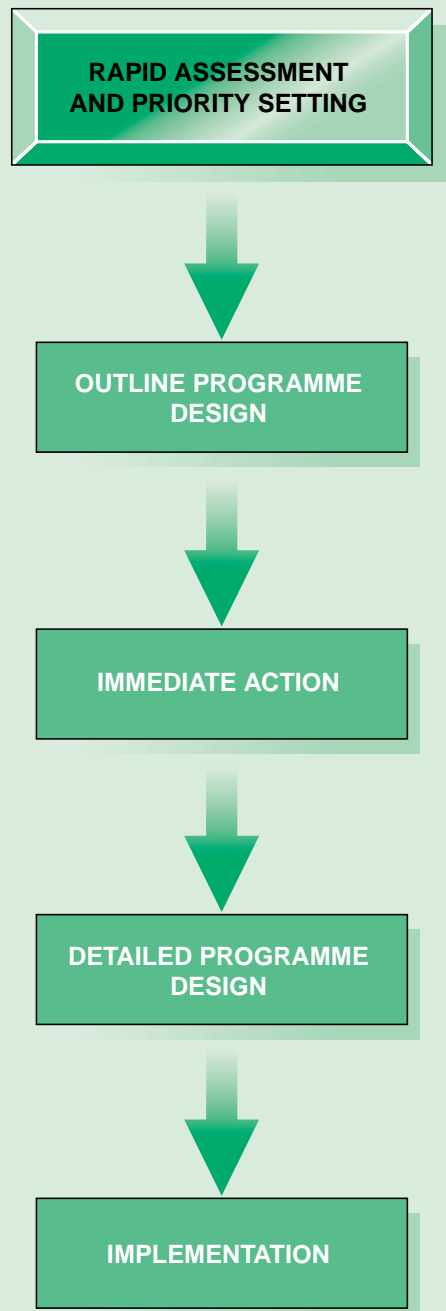 RAPID ASSESSMENT
AND PRIORITY SETTING
OUTLINE PROGRAMME
DESIGN
IMMEDIATE ACTION
DETAILED PROGRAMME
DESIGN
IMPLEMENTATION